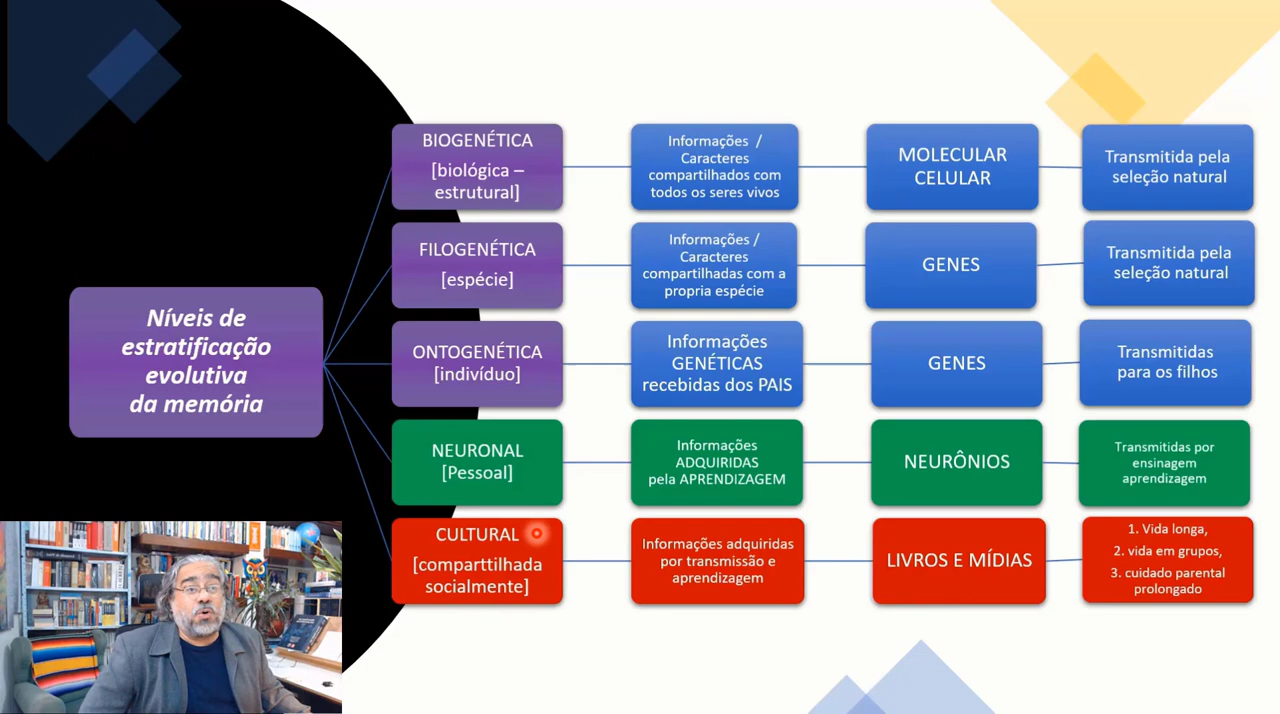 Níveis de
estratificação
evolutiva
da memória
BIOGENÉTICA
[biológica –
estrutural]
Informações /
Caracteres
compartilhados com
todos os seres vivos
MOLECULAR
CELULAR
Transmitida pela
seleção natural
FILOGENÉTICA
[espécie]
Informações /
Caracteres
compartilhadas com a
propria espécie
GENES
Transmitida pela
seleção natural
ONTOGENÉTICA
[indivíduo]
Informações
GENÉTICAS
recebidas dos PAIS
GENES
Transmitidas
para os filhos
NEURONAL
[Pessoal]
Informações
ADQUIRIDAS
pela APRENDIZAGEM
NEURÔNIOS
Transmitidas por
ensinagem
aprendizagem
CULTURAL
[comparttilhada
socialmente]
Informações adquiridas
por transmissão e
aprendizagem
LIVROS E MÍDIAS
1. Vida longa,
2. vida em grupos,
3. cuidado parental
prolongado